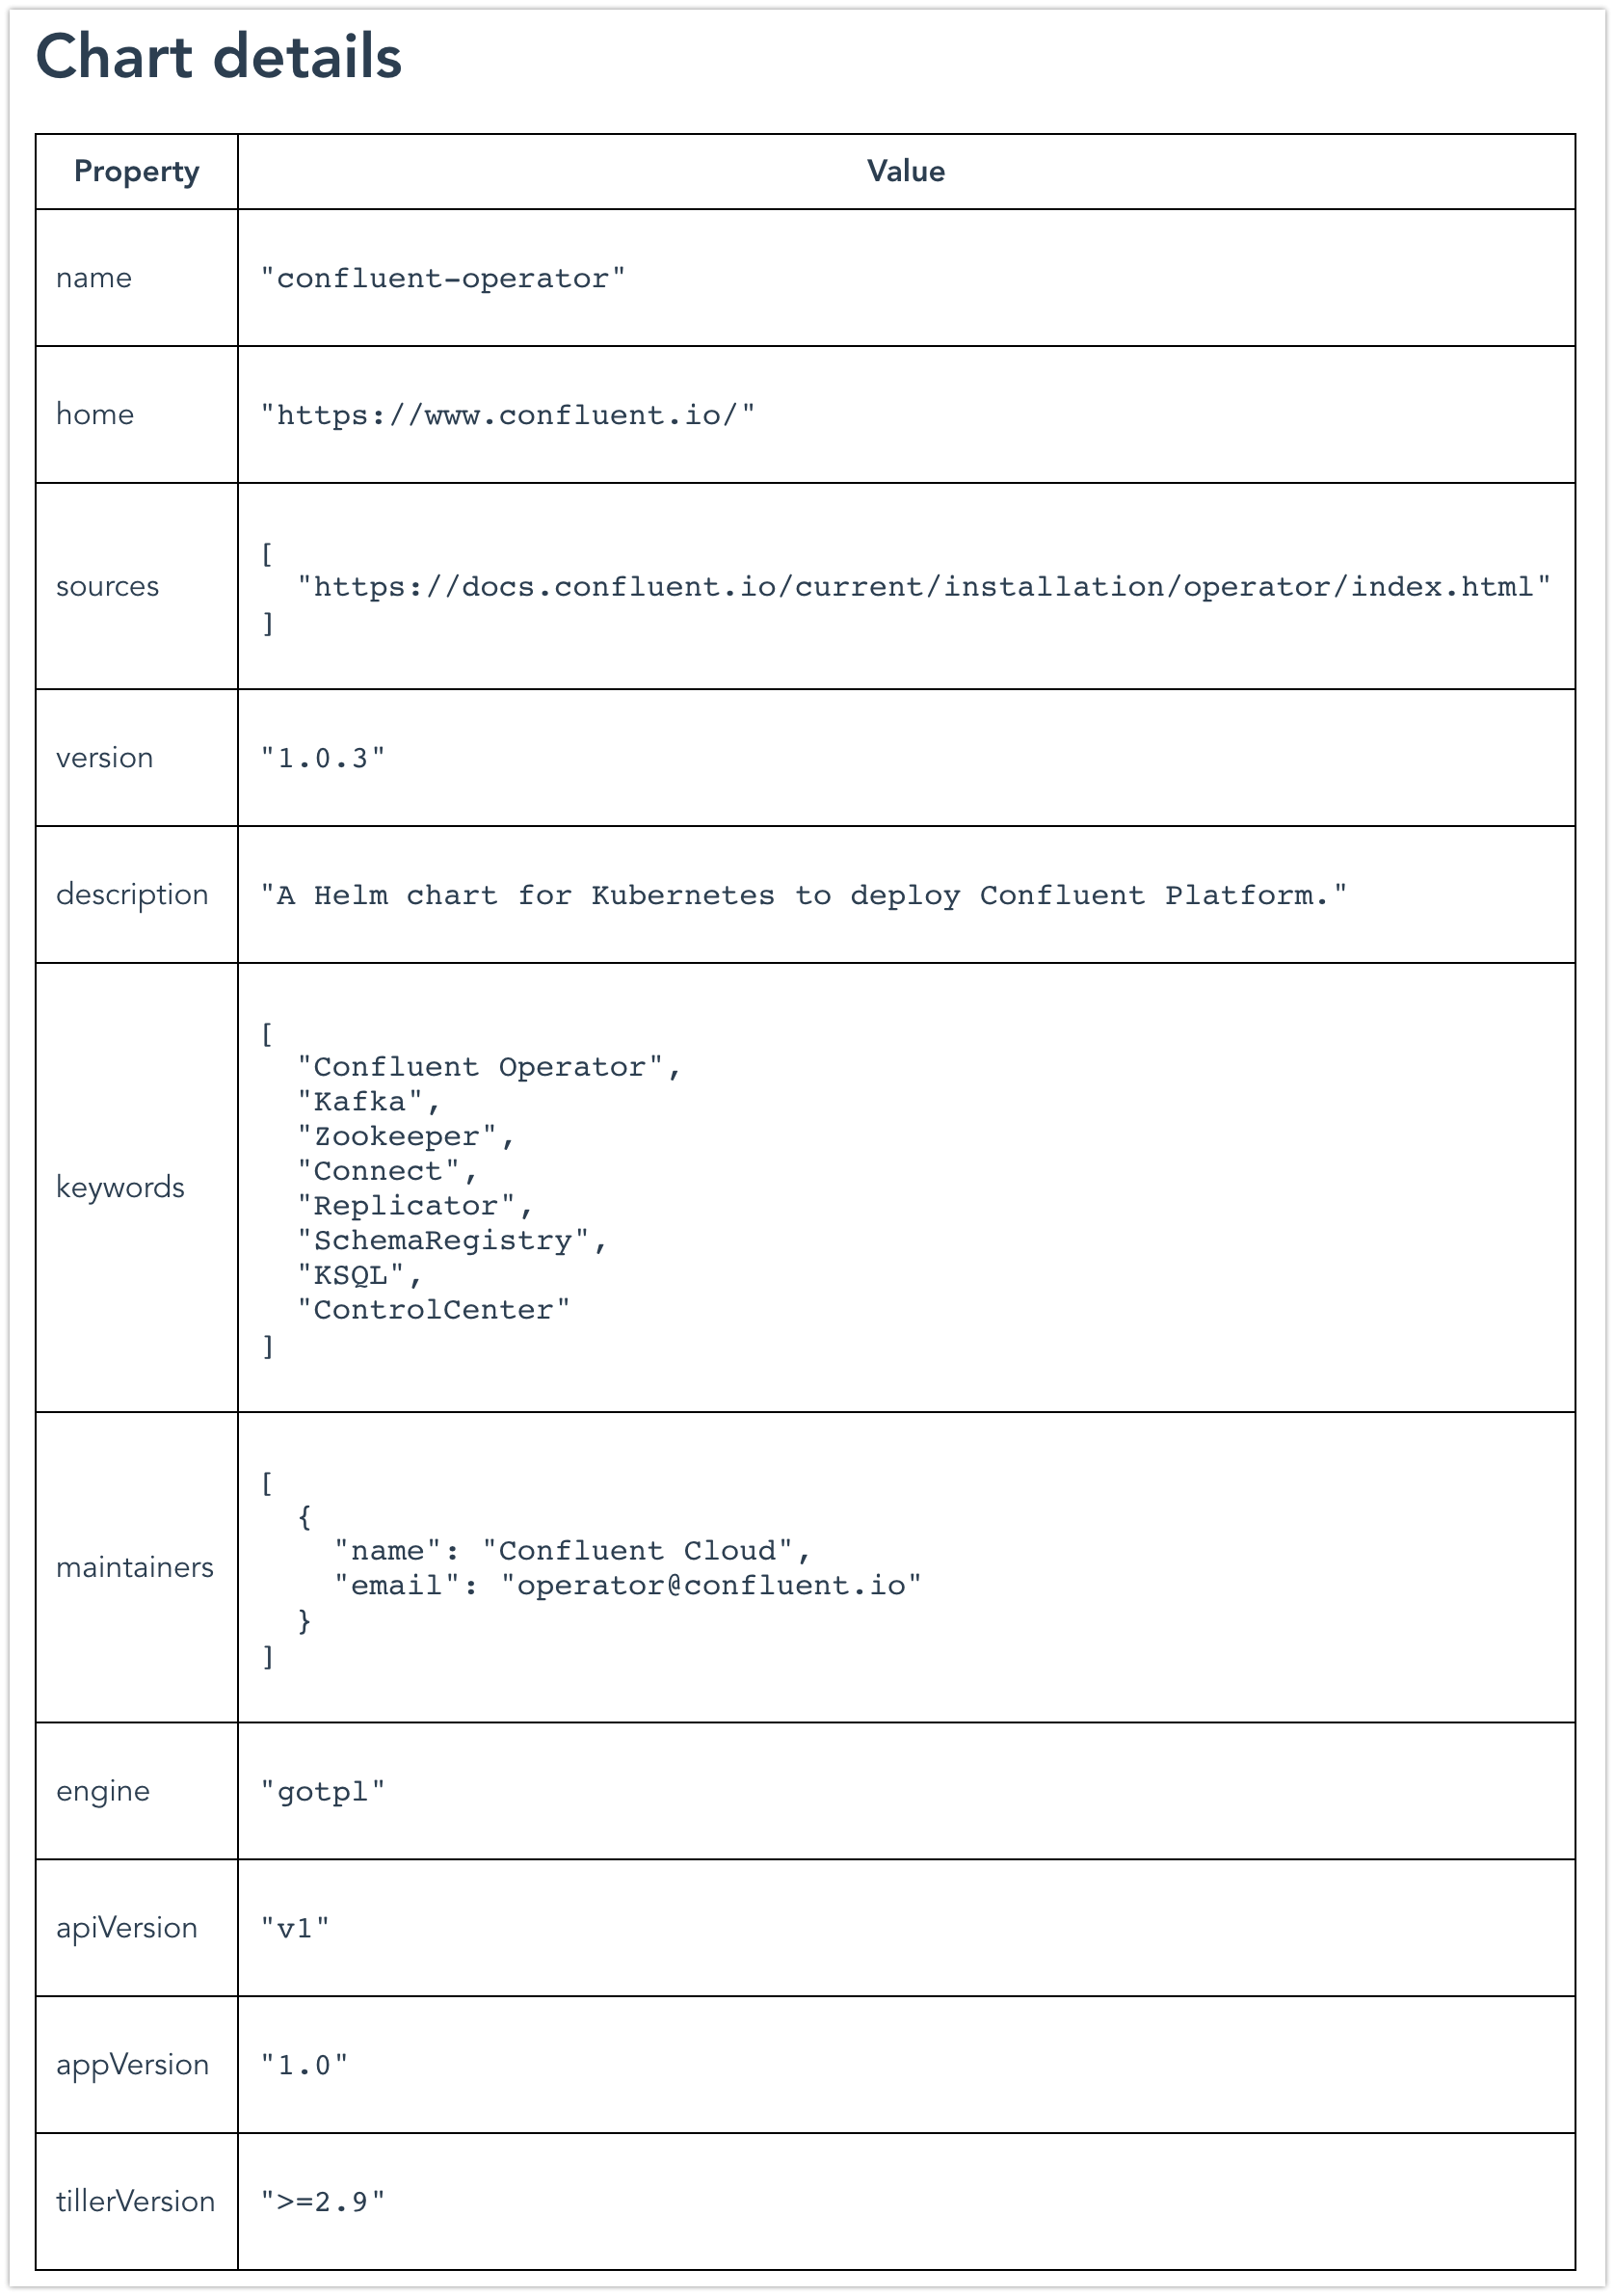 Chart details
Property Value
name "confluent-operator"
home "https://www.confluent.io/"
sources
[
  "https://docs.confluent.io/current/installation/operator/index.html"
]
version "1.0.3"
description "A Helm chart for Kubernetes to deploy Confluent Platform."
keywords
[
  "Confluent Operator",
  "Kafka",
  "Zookeeper",
  "Connect",
  "Replicator",
  "SchemaRegistry",
  "KSQL",
  "ControlCenter"
]
maintainers
[
  {
    "name": "Confluent Cloud",
    "email": "operator@confluent.io"
  }
]
engine "gotpl"
apiVersion "v1"
appVersion "1.0"
tillerVersion ">=2.9"